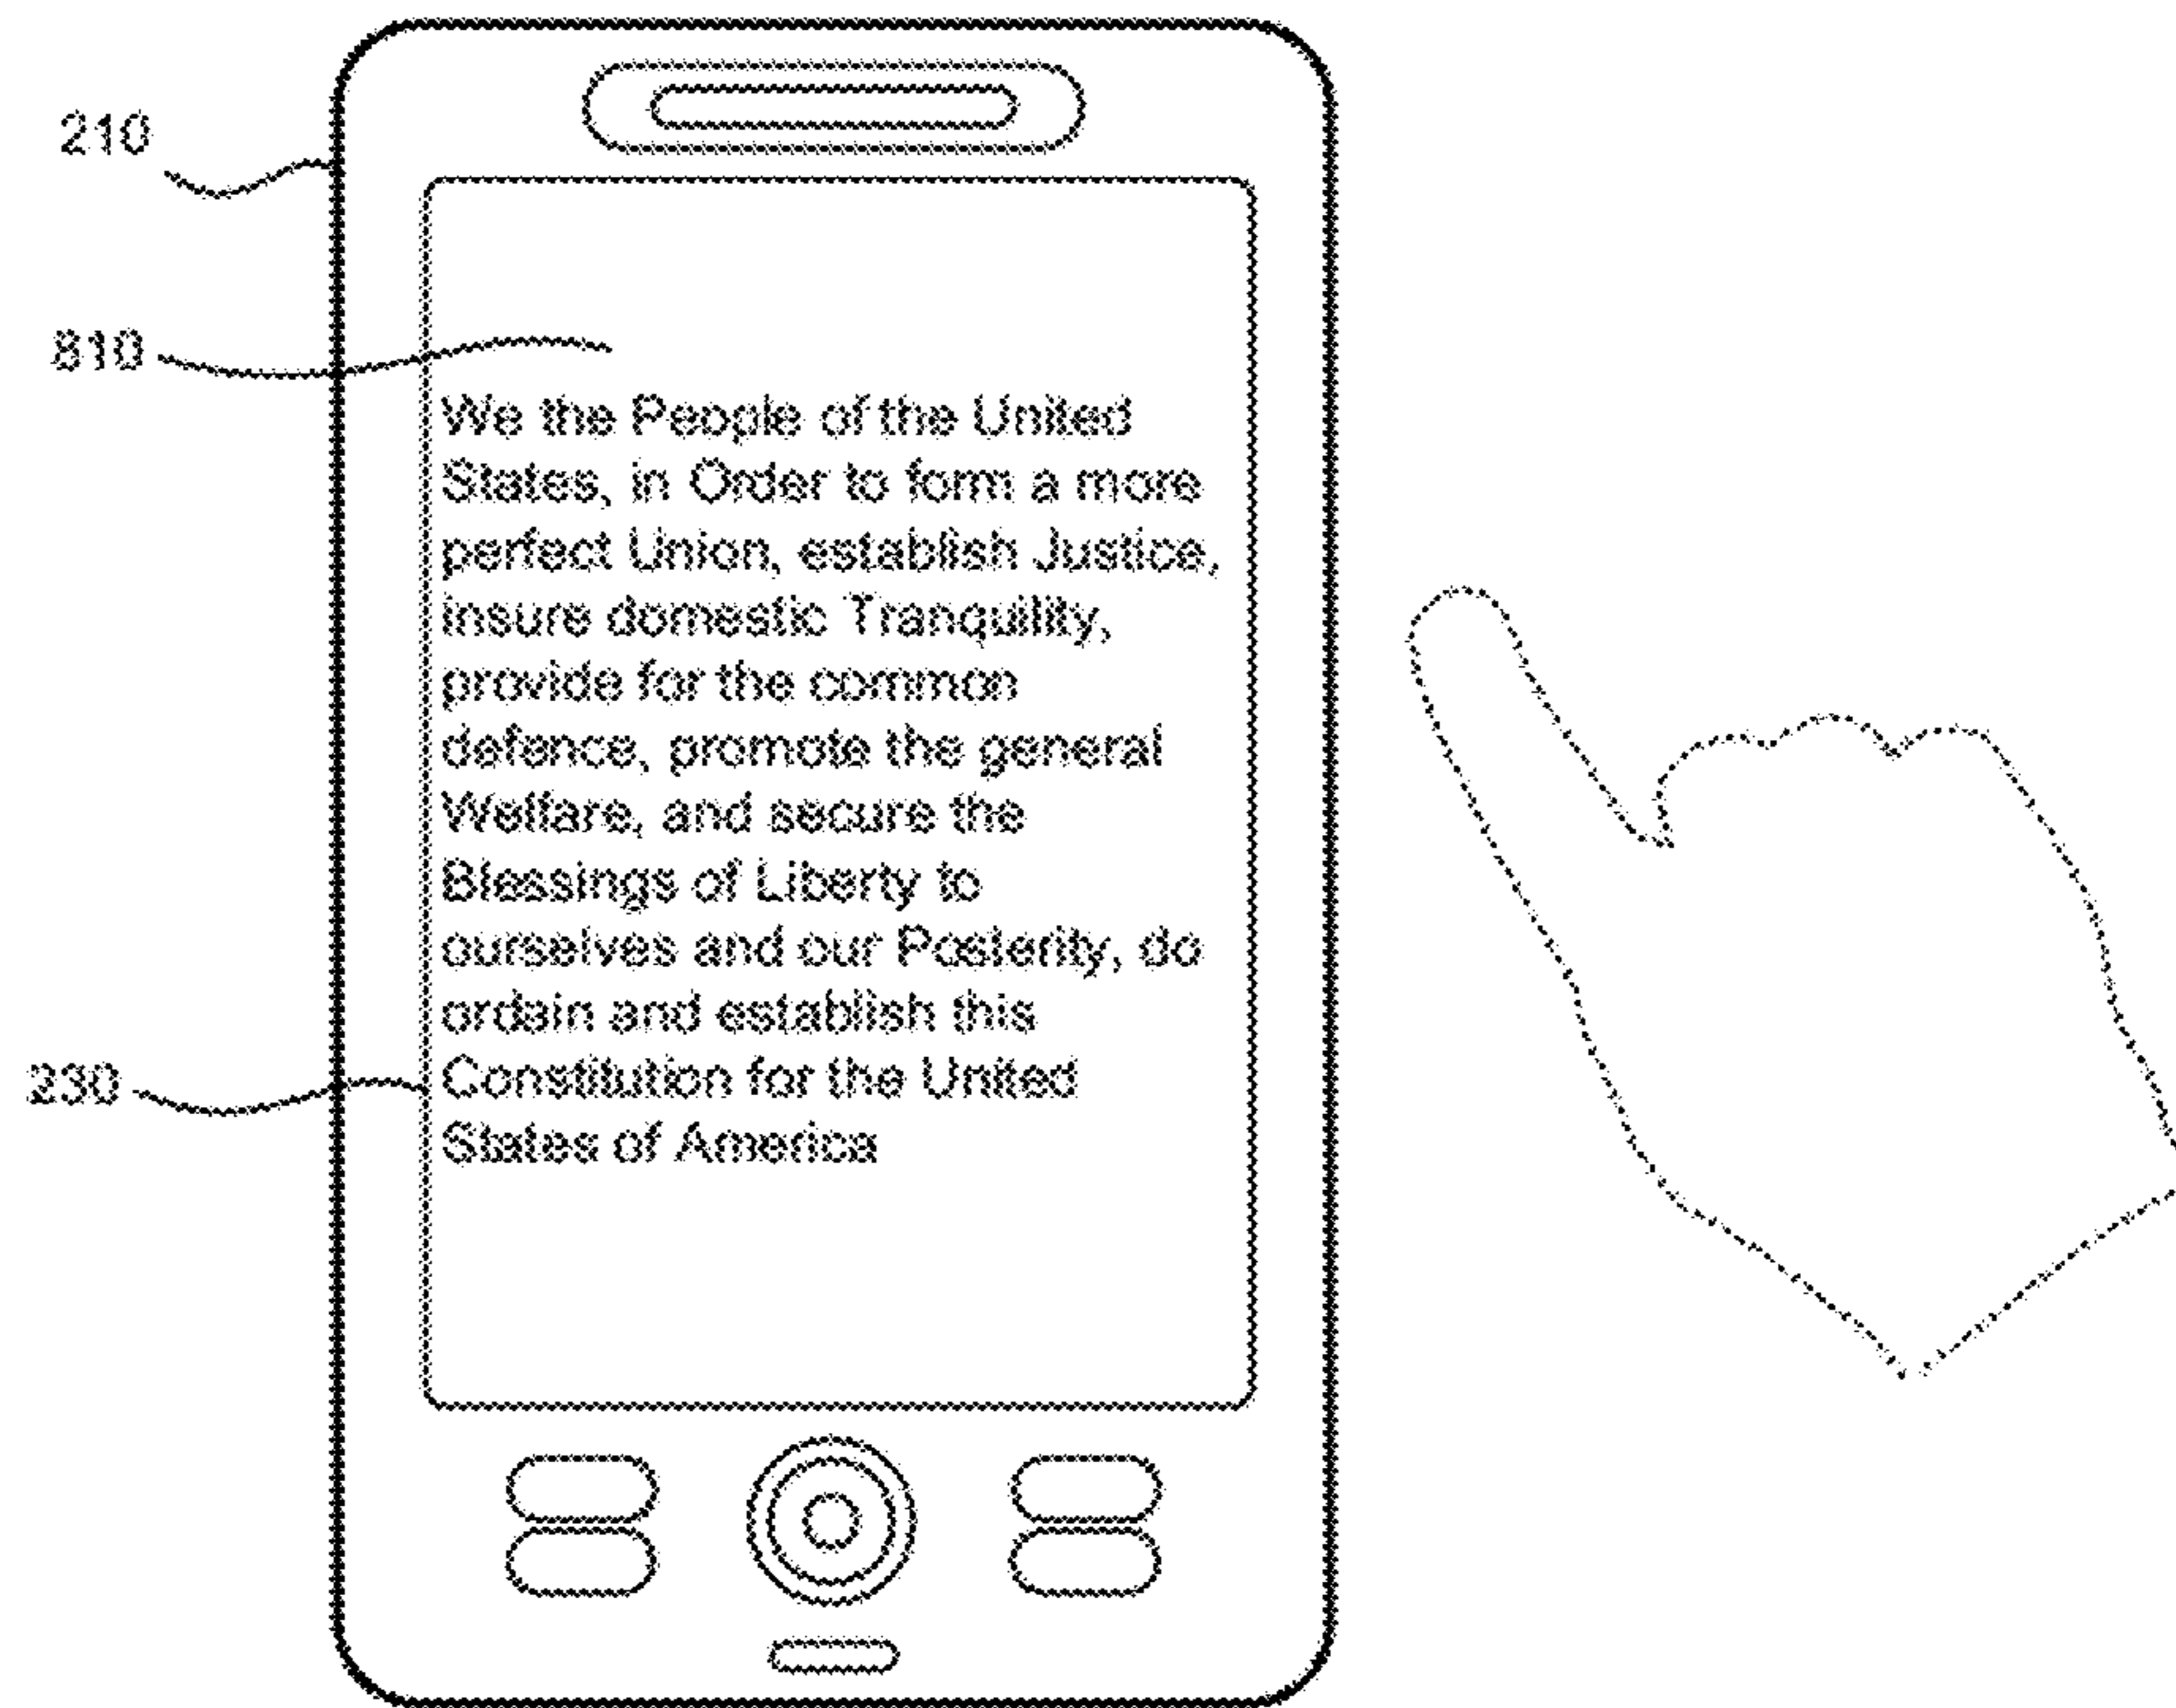 210
810
We the People of the United
States, in Order to form a more
perfect Union, establish Justice,
insure domestic Tranquility,
provide for the common
defence, promote the general
Welfare, and secure the
Blessings of Liberty to
ourselves and our Posterity, do
ordain and establish this
230
Constitution for the United
States of America